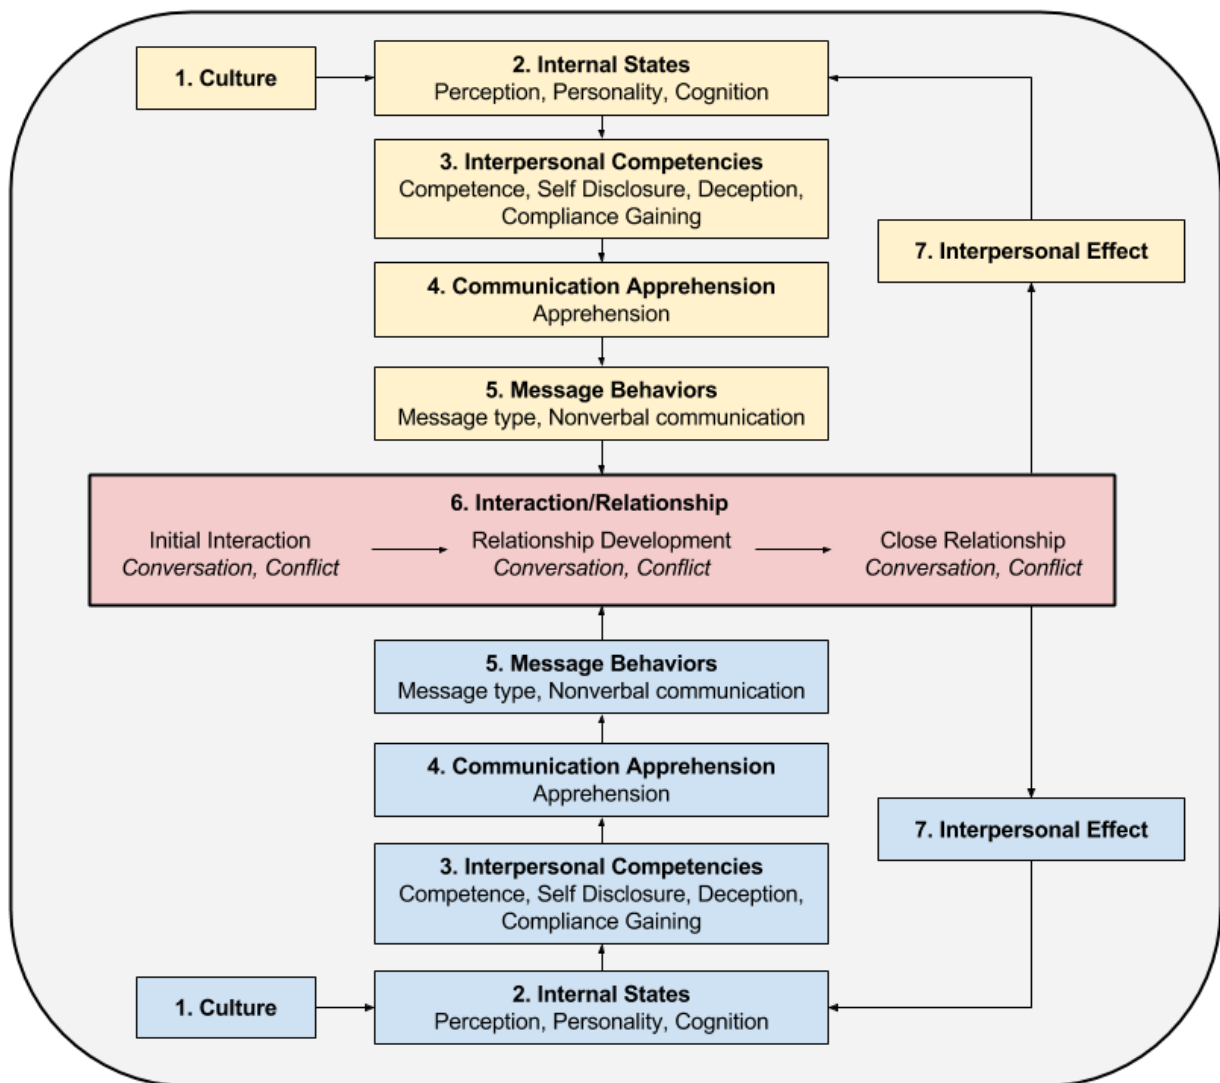 1. Culture
2. Internal States
Perception, Personality, Cognition
3. Interpersonal Competencies
Competence, Self Disclosure, Deception,
Compliance Gaining
7. Interpersonal Effect
4. Communication Apprehension
Apprehension
5. Message Behaviors
Message type, Nonverbal communication
6. Interaction/Relationship
Initial Interaction
Conversation, Conflict
Relationship Development
Conversation, Conflict
Close Relationship
Conversation, Conflict
5. Message Behaviors
Message type, Nonverbal communication
4. Communication Apprehension
Apprehension
7. Interpersonal Effect
3. Interpersonal Competencies
Competence, Self Disclosure, Deception,
Compliance Gaining
1. Culture
2. Internal States
Perception, Personality, Cognition